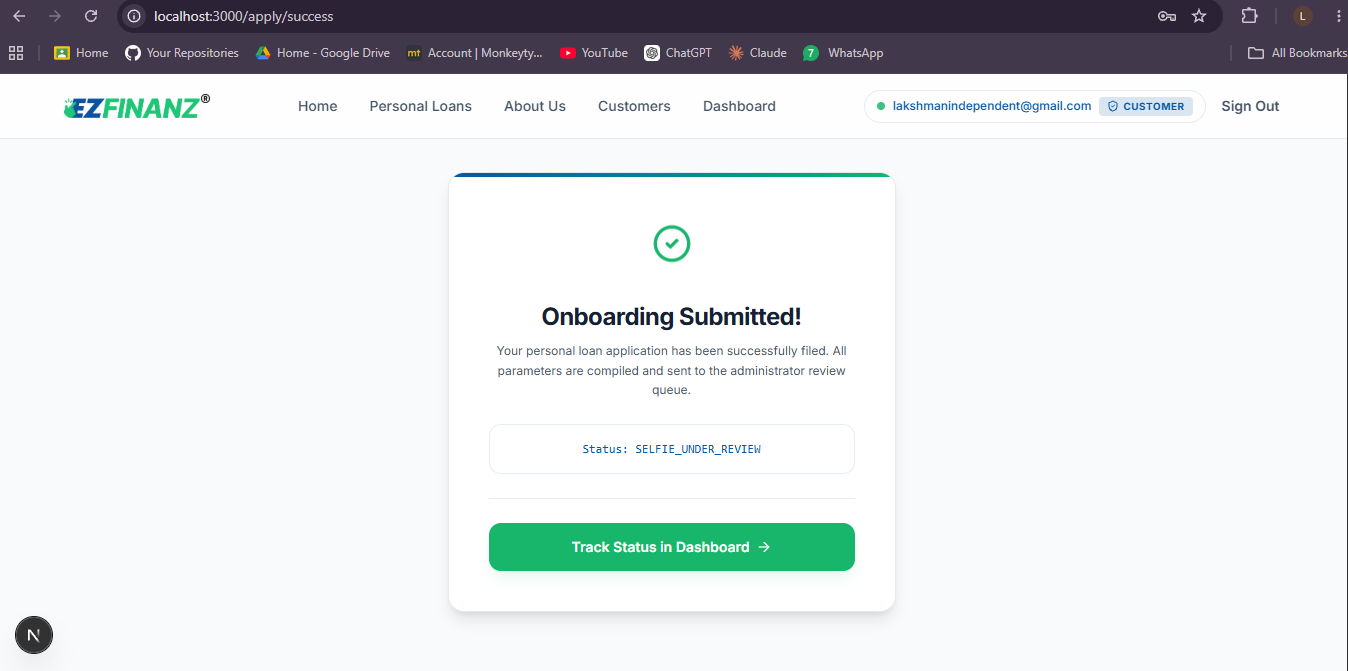 localhost:3000/apply/success
L
Home
Your Repositories
Home - Google Drive
mt Account | Monkeyty...
YouTube
ChatGPT
Claude
7 WhatsApp
All Bookmarks
EZFINANZ®
Home
Personal Loans
About Us
Customers
Dashboard
lakshmanindependent@gmail.com
CUSTOMER
Sign Out
Onboarding Submitted!
Your personal loan application has been successfully filed. All
parameters are compiled and sent to the administrator review
queue.
Status: SELFIE_UNDER_REVIEW
Track Status in Dashboard →
N